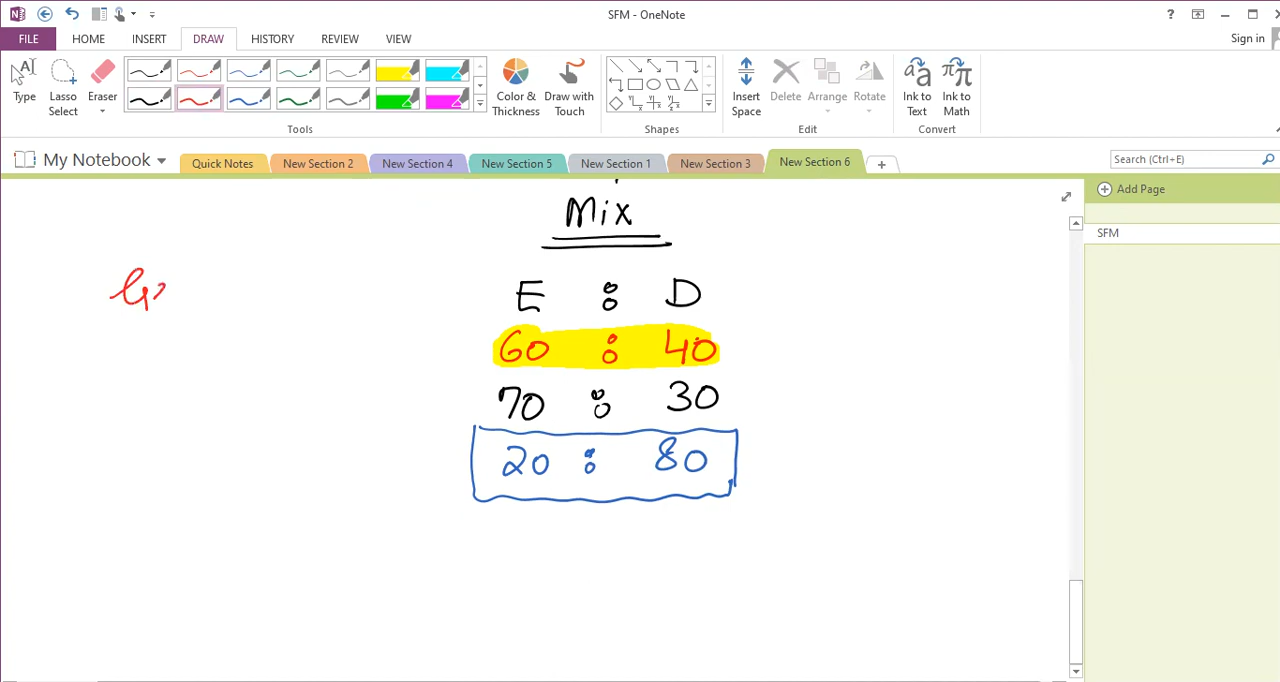 SFM - OneNote
?
FILE HOME INSERT DRAW HISTORY REVIEW VIEW
Sign in
Type Lasso Select Eraser Color & Thickness Draw with Touch Insert Space Delete Arrange Rotate Ink to Text Ink to Math
Tools Shapes Edit Convert
My Notebook Quick Notes New Section 2 New Section 4 New Section 5 New Section 1 New Section 3 New Section 6 Search (Ctrl+E)
Add Page
SFM
Mix
E : D
60 : 40
70 : 30
20 : 80